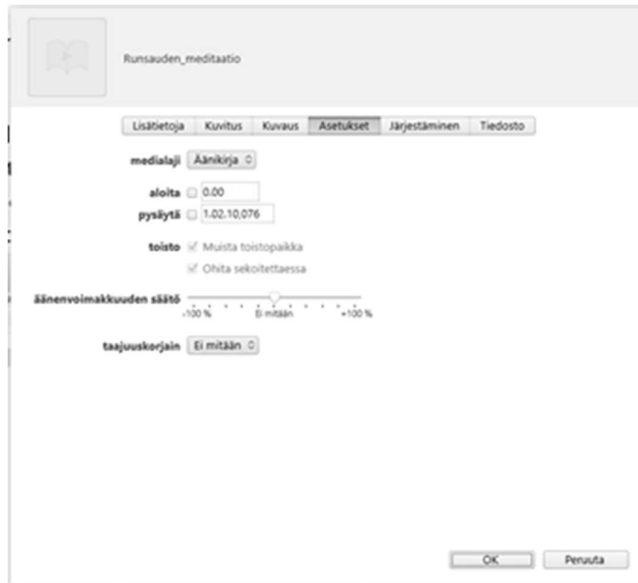 Runsauden_meditaatio
Lisätietoja Kuvitus Kuvaus Asetukset Järjestäminen Tiedosto
medialaji Äänikirja
aloita 0.00
pysäytä 1.02.10,076
toisto Muista toistopaikka
Ohita sekoitettaessa
äänenvoimakkuuden säätö
-100 % Ei mitään +100 %
taajuuskorjain Ei mitään
OK Peruuta